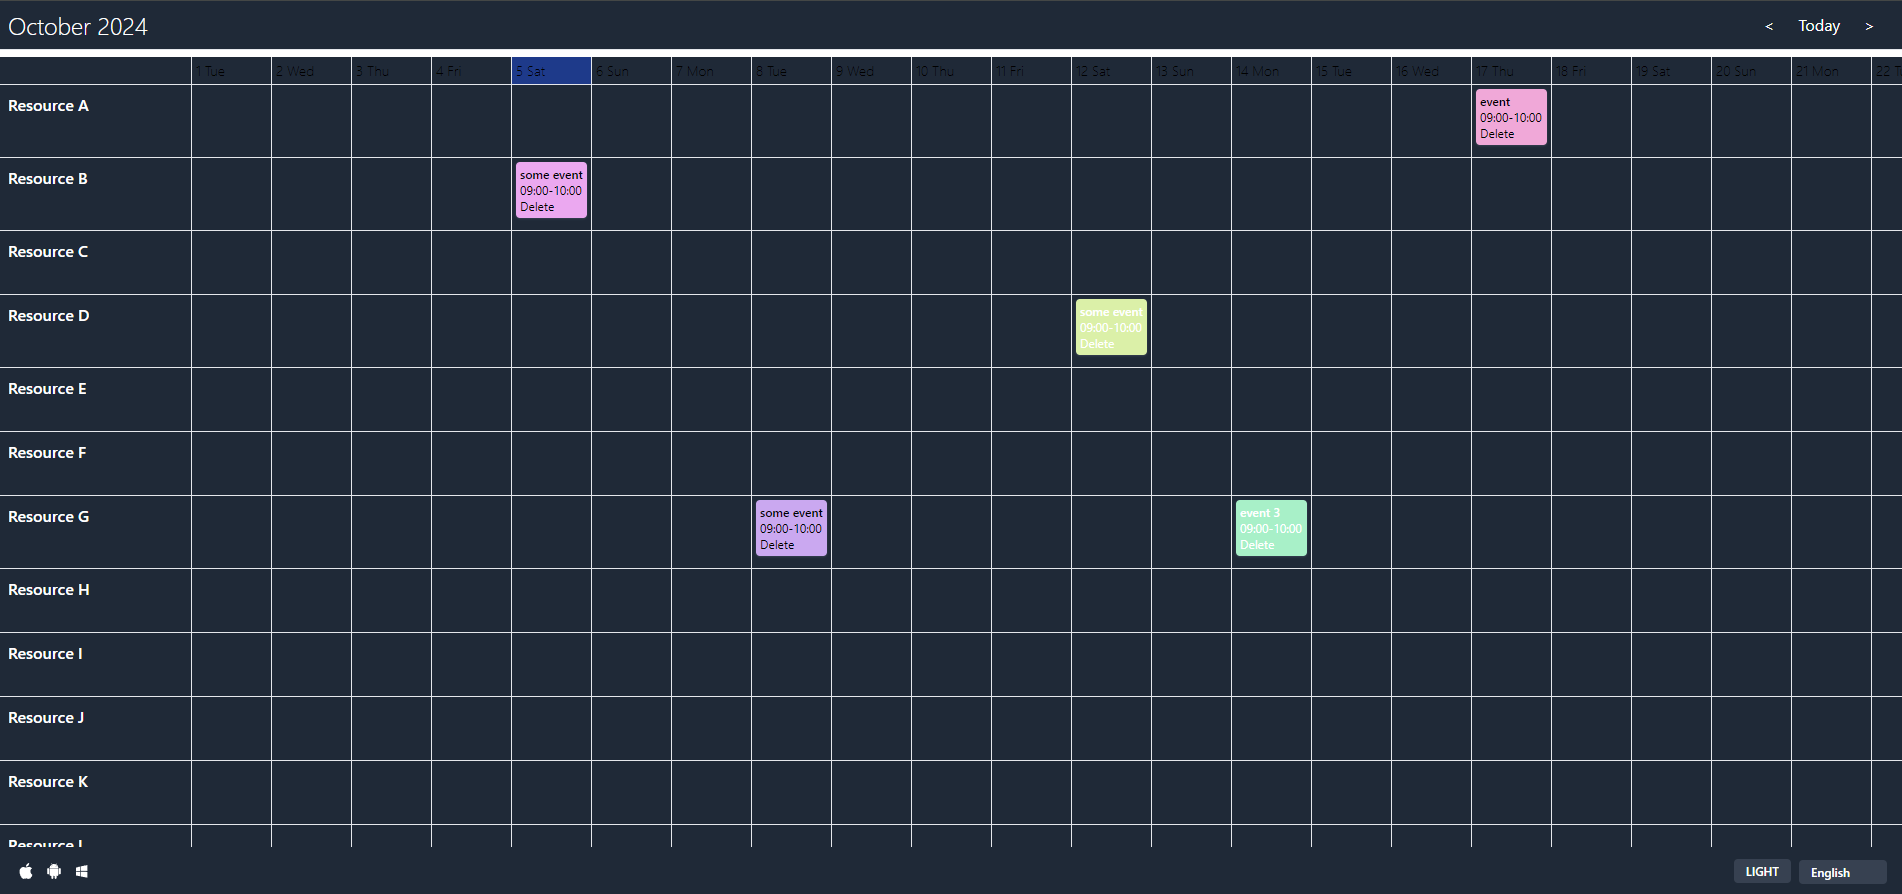 October 2024
< Today >
1 Tue 2 Wed 3 Thu 4 Fri 5 Sat 6 Sun 7 Mon 8 Tue 9 Wed 10 Thu 11 Fri 12 Sat 13 Sun 14 Mon 15 Tue 16 Wed 17 Thu 18 Fri 19 Sat 20 Sun 21 Mon 22
Resource A
event
09:00-10:00
Delete
Resource B
some event
09:00-10:00
Delete
Resource C
Resource D
some event
09:00-10:00
Delete
Resource E
Resource F
Resource G
some event
09:00-10:00
Delete
event 3
09:00-10:00
Delete
Resource H
Resource I
Resource J
Resource K
Resource
LIGHT
English